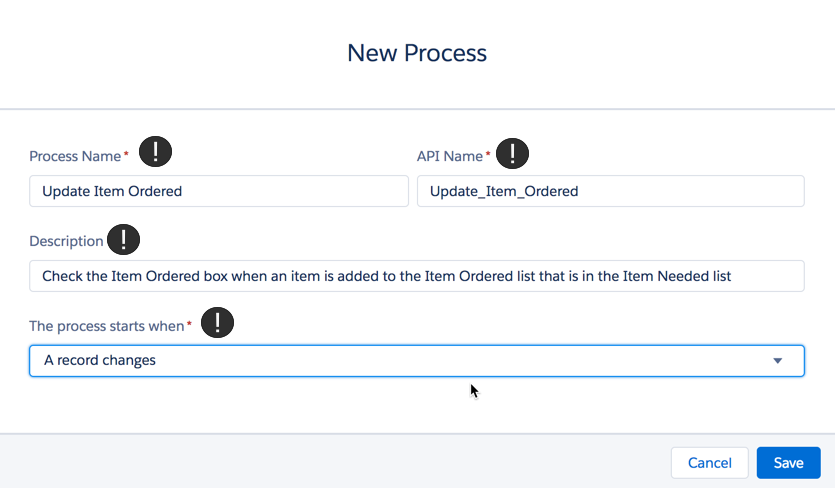 New Process
Process Name* !
API Name* !
Update Item Ordered
Update_Item_Ordered
Description !
Check the Item Ordered box when an item is added to the Item Ordered list that is in the Item Needed list
The process starts when* !
A record changes
Cancel
Save